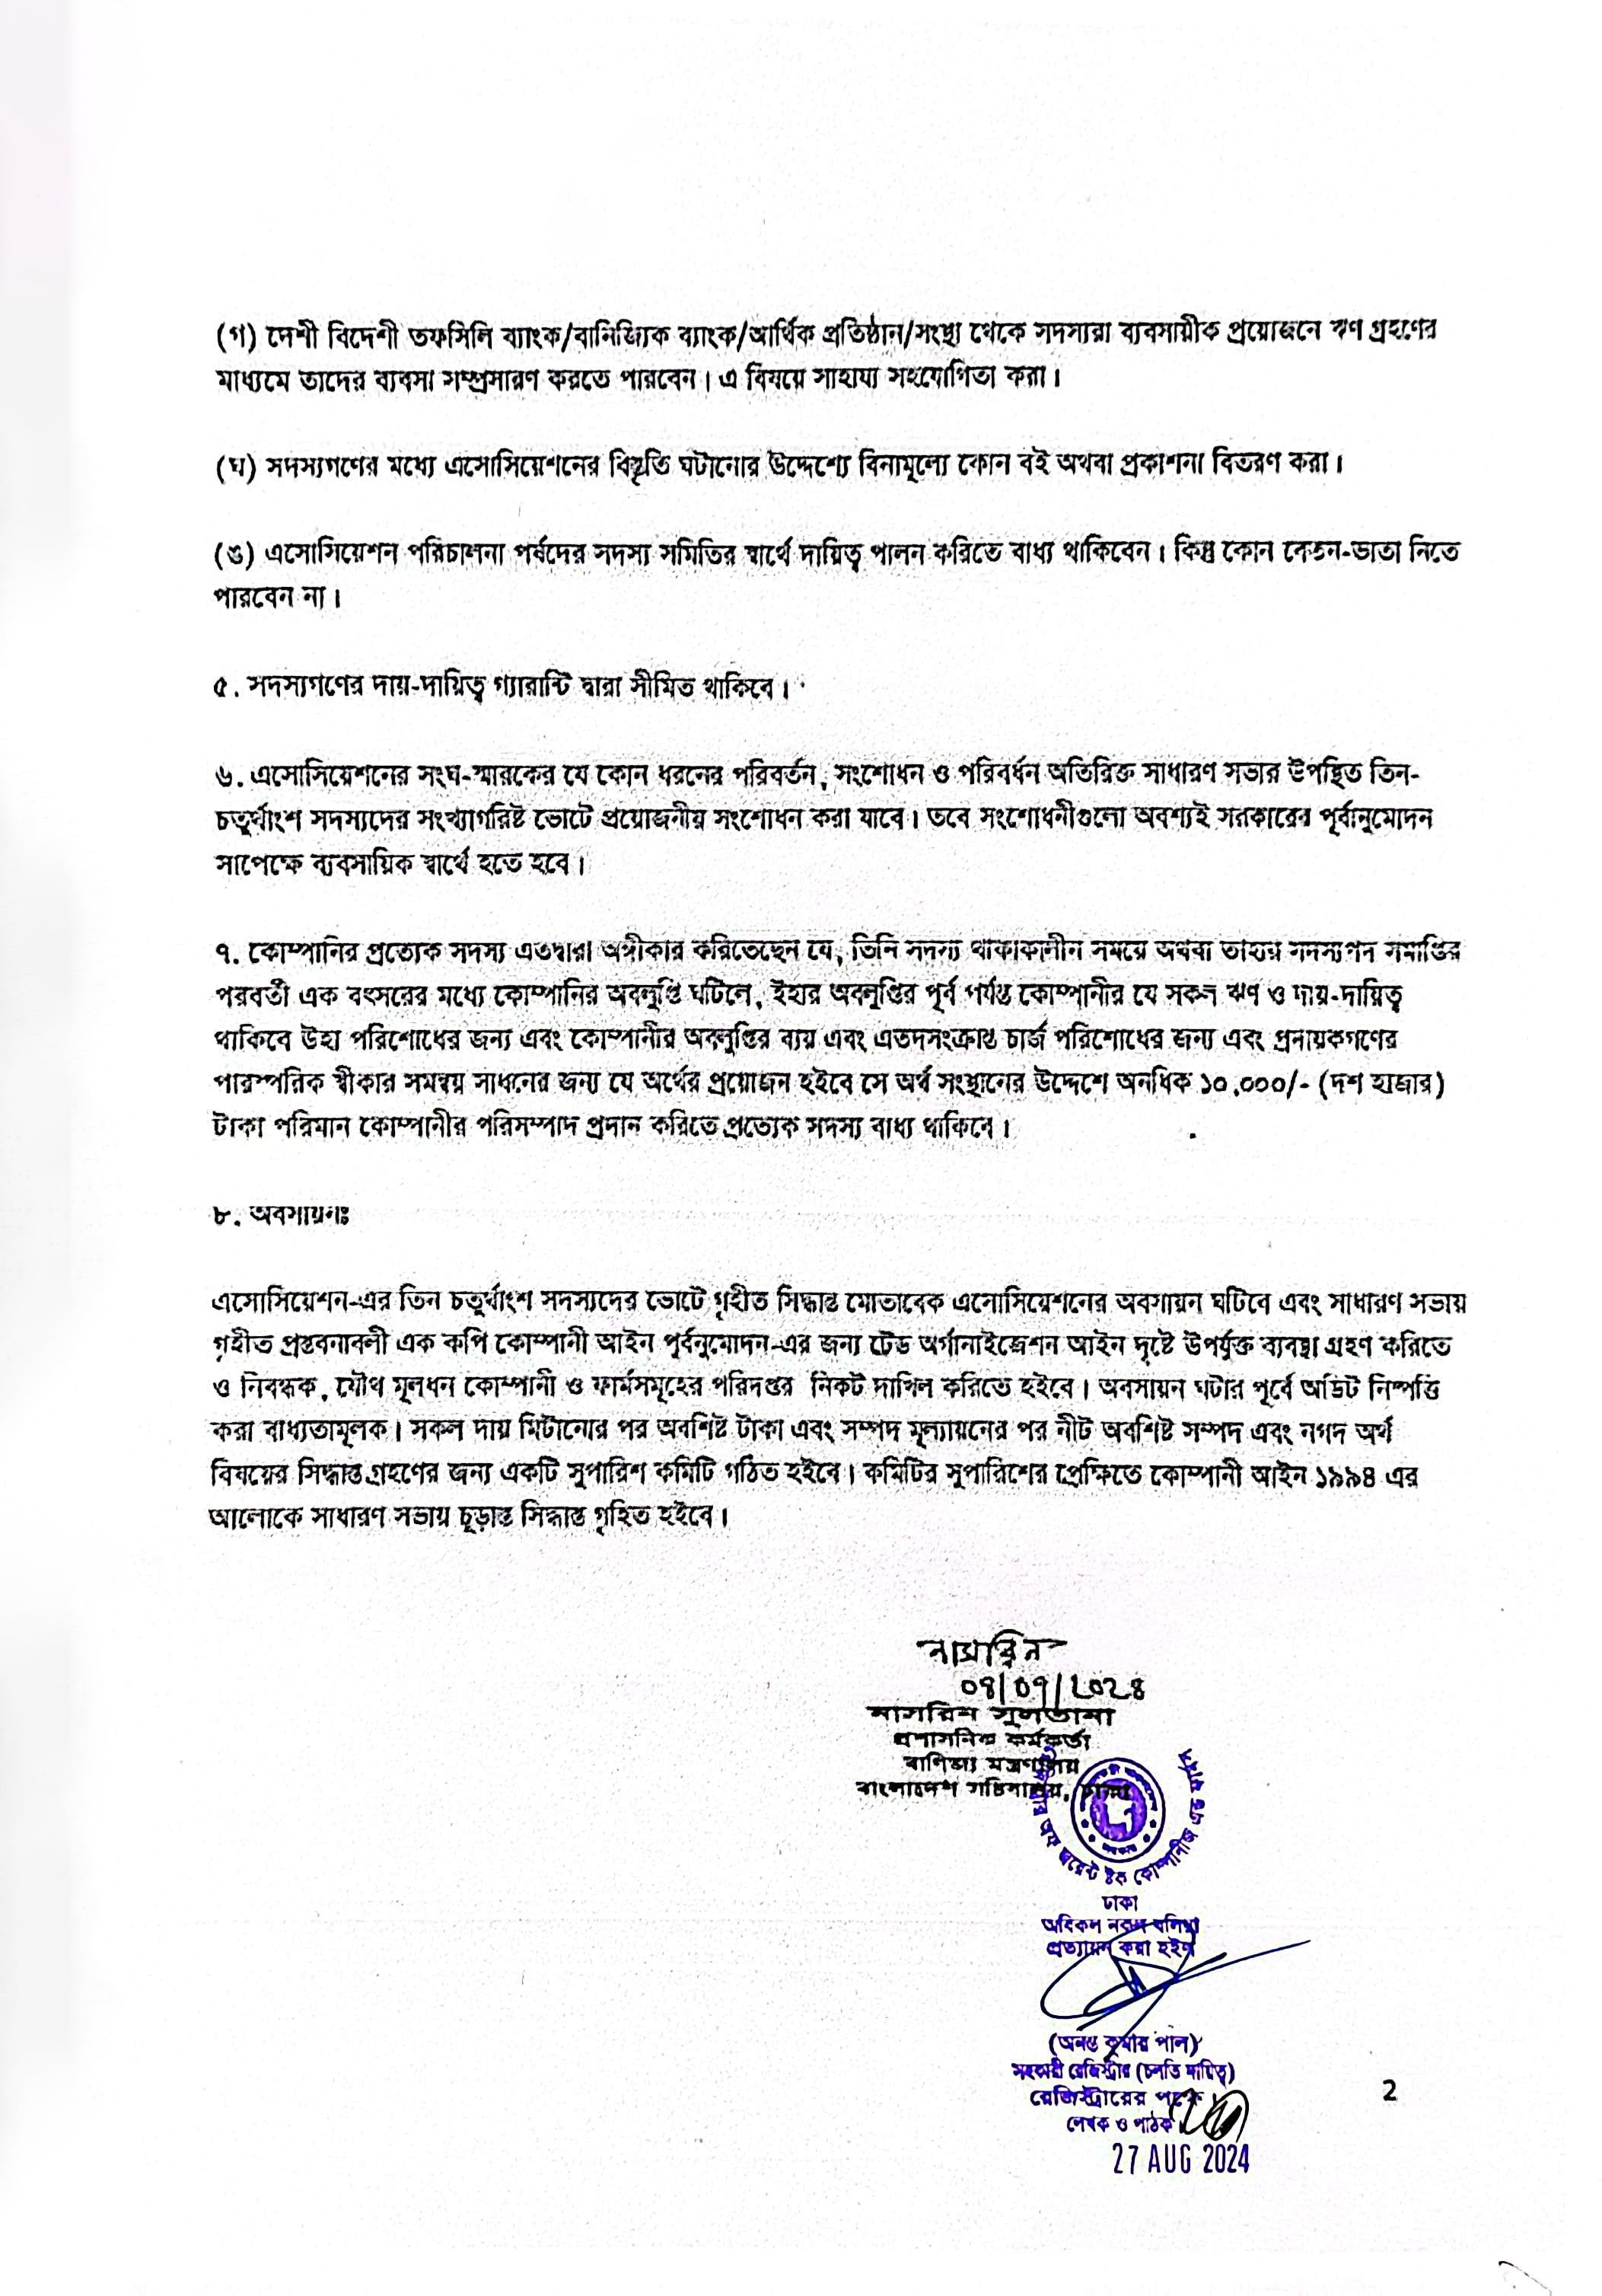 (গ) দেশী বিদেশী তফসিলি ব্যাংক/বানিজ্যিক ব্যাংক/আর্থিক প্রতিষ্ঠান/সংস্থা থেকে সদস্যরা ব্যবসায়ীক প্রয়োজনে ঋণ গ্রহণের
মাধ্যমে তাদের ব্যবসা সম্প্রসারণ করতে পারবেন। এ বিষয়ে সাহায্য সহযোগিতা করা।
(ঘ) সদস্যগণের মধ্যে এসোসিয়েশনের বিস্তৃতি ঘটানোর উদ্দেশ্যে বিনামূল্যে কোন বই অথবা প্রকাশনা বিতরণ করা।
(ঙ) এসোসিয়েশন পরিচালনা পর্ষদের সদস্য সমিতির স্বার্থে দায়িত্ব পালন করিতে বাধ্য থাকিবেন। কিন্তু কোন বেতন-ভাতা নিতে
পারবেন না।
৫. সদস্যগণের দায়-দায়িত্ব গ্যারান্টি দ্বারা সীমিত থাকিবে।
৬. এসোসিয়েশনের সংঘ-স্মারকের যে কোন ধরনের পরিবর্তন, সংশোধন ও পরিবর্ধন অতিরিক্ত সাধারণ সভার উপস্থিত তিন-
চতুর্থাংশ সদস্যদের সংখ্যাগরিষ্ট ভোটে প্রয়োজনীয় সংশোধন করা যাবে। তবে সংশোধনীগুলো অবশ্যই সরকারের পূর্বানুমোদন
সাপেক্ষে ব্যবসায়িক স্বার্থে হতে হবে।
৭. কোম্পানির প্রত্যেক সদস্য এতদ্বারা অঙ্গীকার করিতেছেন যে, তিনি সদস্য থাকাকালীন সময়ে অথবা তাহার সদস্যপদ সমাপ্তির
পরবর্তী এক বৎসরের মধ্যে কোম্পানির অবলুপ্তি ঘটিলে, ইহার অবলুপ্তির পূর্ব পর্যন্ত কোম্পানীর যে সকল ঋণ ও দায়-দায়িত্ব
থাকিবে উহা পরিশোধের জন্য এবং কোম্পানীর অবলুপ্তির ব্যয় এবং এতদসংক্রান্ত চার্জ পরিশোধের জন্য এবং প্রদায়কগণের
পারস্পরিক স্বীকার সমন্বয় সাধনের জন্য যে অর্থের প্রয়োজন হইবে সে অর্থ সংস্থানের উদ্দেশে অনধিক ১০,০০০/- (দশ হাজার)
টাকা পরিমান কোম্পানীর পরিসম্পাদ প্রদান করিতে প্রত্যেক সদস্য বাধ্য থাকিবে।
৮. অবসায়নঃ
এসোসিয়েশন-এর তিন চতুর্থাংশ সদস্যদের ভোটে গৃহীত সিদ্ধান্ত মোতাবেক এসোসিয়েশনের অবসায়ন ঘটিবে এবং সাধারণ সভায়
গৃহীত প্রস্তবনাবলী এক কপি কোম্পানী আইন পূর্বনুমোদন-এর জন্য টেড অর্গানাইজেশন আইন দৃষ্টে উপর্যুক্ত ব্যবস্থা গ্রহণ করিতে
ও নিবন্ধক, যৌথ মূলধন কোম্পানী ও ফার্মসমূহের পরিদপ্তর নিকট দাখিল করিতে হইবে। অবসায়ন ঘটার পূর্বে অডিট নিষ্পত্তি
করা বাধ্যতামূলক। সকল দায় মিটানোর পর অবশিষ্ট টাকা এবং সম্পদ মূল্যায়নের পর নীট অবশিষ্ট সম্পদ এবং নগদ অর্থ
বিষয়ের সিদ্ধান্ত গ্রহণের জন্য একটি সুপারিশ কমিটি গঠিত হইবে। কমিটির সুপারিশের প্রেক্ষিতে কোম্পানী আইন ১৯৯৪ এর
আলোকে সাধারণ সভায় চূড়ান্ত সিদ্ধান্ত গৃহিত হইবে।
নাসরিন
০৪/০৭/২০২৪
নাসরিন সুলতানা
প্রশাসনিক কর্মকর্তা
বাণিজ্য মন্ত্রণালয়
বাংলাদেশ সচিবালয়, ঢাকা
অফ জয়েন্ট ষ্টক কোম্পানীজ এন্ড ফার্মস
ঢাকা
অবিকল নকল বলিয়া
প্রত্যায়ন করা হইল
(অনন্ত কুমার পাল)
সহকারী রেজিস্ট্রার (চলতি দায়িত্ব)
রেজিস্ট্রারের পক্ষে
লেখক ও পাঠক
2
27 AUG 2024